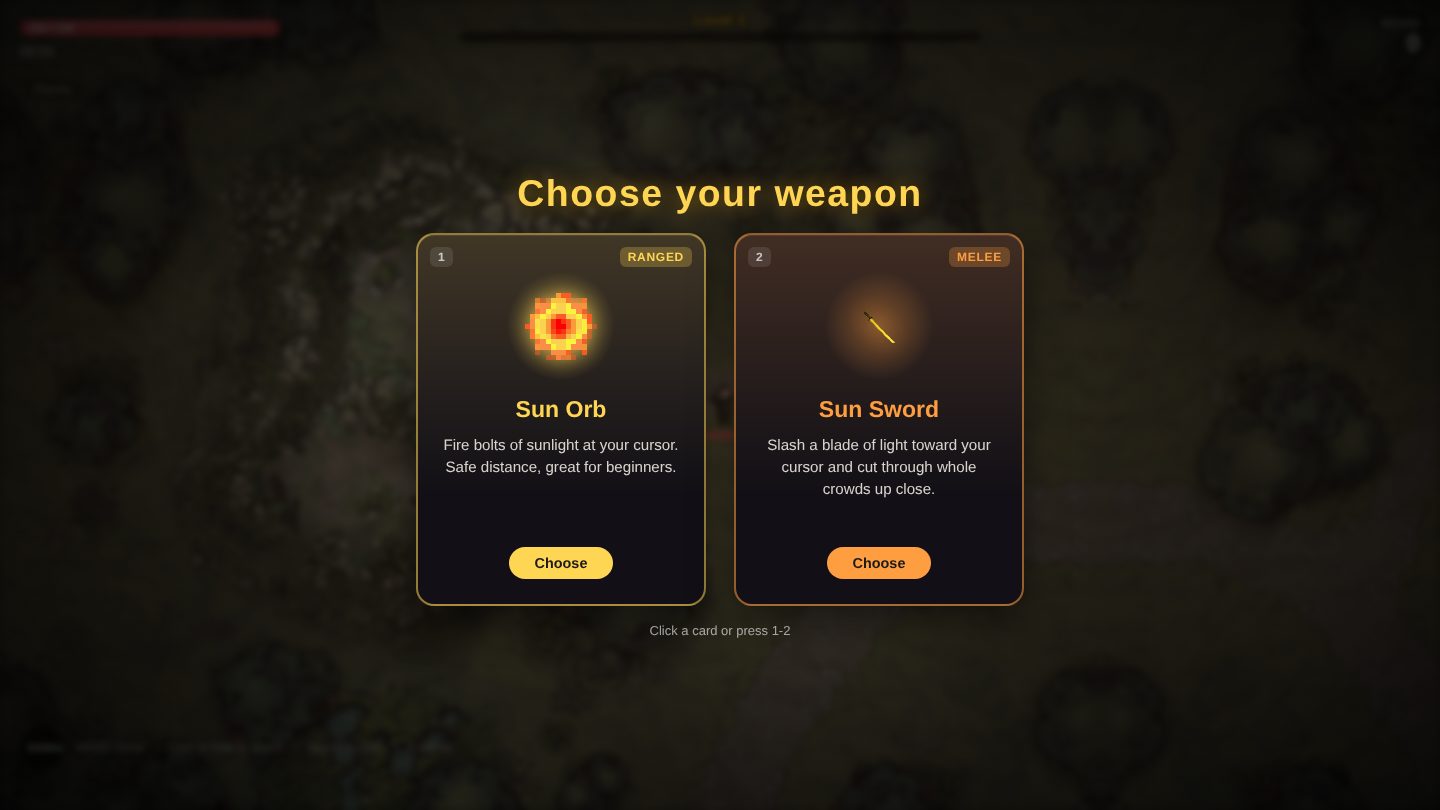 Choose your weapon
1
RANGED
Sun Orb
Fire bolts of sunlight at your cursor.
Safe distance, great for beginners.
Choose
2
MELEE
Sun Sword
Slash a blade of light toward your
cursor and cut through whole
crowds up close.
Choose
Click a card or press 1-2